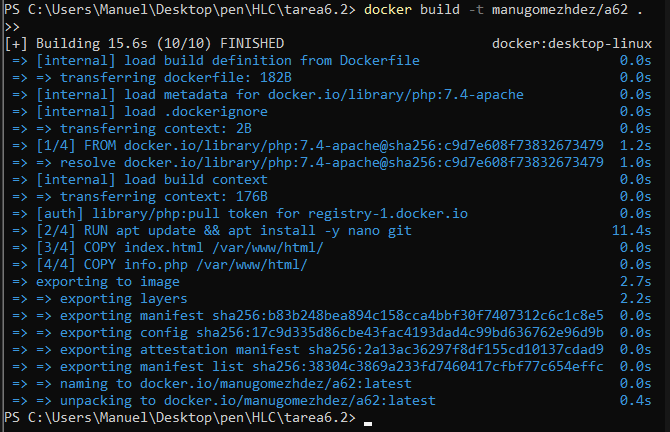 PS C:\Users\Manuel\Desktop\pen\HLC\tarea6.2> docker build -t manugomezhdez/a62 .
>>
[+] Building 15.6s (10/10) FINISHED docker:desktop-linux
=> [internal] load build definition from Dockerfile 0.0s
=> => transferring dockerfile: 182B 0.0s
=> [internal] load metadata for docker.io/library/php:7.4-apache 0.0s
=> [internal] load .dockerignore 0.0s
=> => transferring context: 2B 0.0s
=> [1/4] FROM docker.io/library/php:7.4-apache@sha256:c9d7e608f73832673479 1.2s
=> => resolve docker.io/library/php:7.4-apache@sha256:c9d7e608f73832673479 1.0s
=> [internal] load build context 0.0s
=> => transferring context: 176B 0.0s
=> [auth] library/php:pull token for registry-1.docker.io 0.0s
=> [2/4] RUN apt update && apt install -y nano git 11.4s
=> [3/4] COPY index.html /var/www/html/ 0.0s
=> [4/4] COPY info.php /var/www/html/ 0.0s
=> exporting to image 2.7s
=> => exporting layers 2.2s
=> => exporting manifest sha256:b83b248bea894c158cca4bbf30f7407312c6c1c8e5 0.0s
=> => exporting config sha256:17c9d335d86cbe43fac4193dad4c99bd636762e96d9b 0.0s
=> => exporting attestation manifest sha256:2a13ac36297f8df155cd10137cdad9 0.0s
=> => exporting manifest list sha256:38304c3869a233fd7460417cfbf77c654effc 0.0s
=> => naming to docker.io/manugomezhdez/a62:latest 0.0s
=> => unpacking to docker.io/manugomezhdez/a62:latest 0.4s
PS C:\Users\Manuel\Desktop\pen\HLC\tarea6.2>